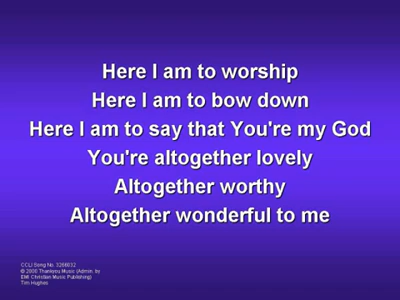 Here I am to worship
Here I am to bow down
Here I am to say that You're my God
You're altogether lovely
Altogether worthy
Altogether wonderful to me
CCLI Song No. 3266032
© 2000 Thankyou Music (Admin. by
EMI Christian Music Publishing)
Tim Hughes